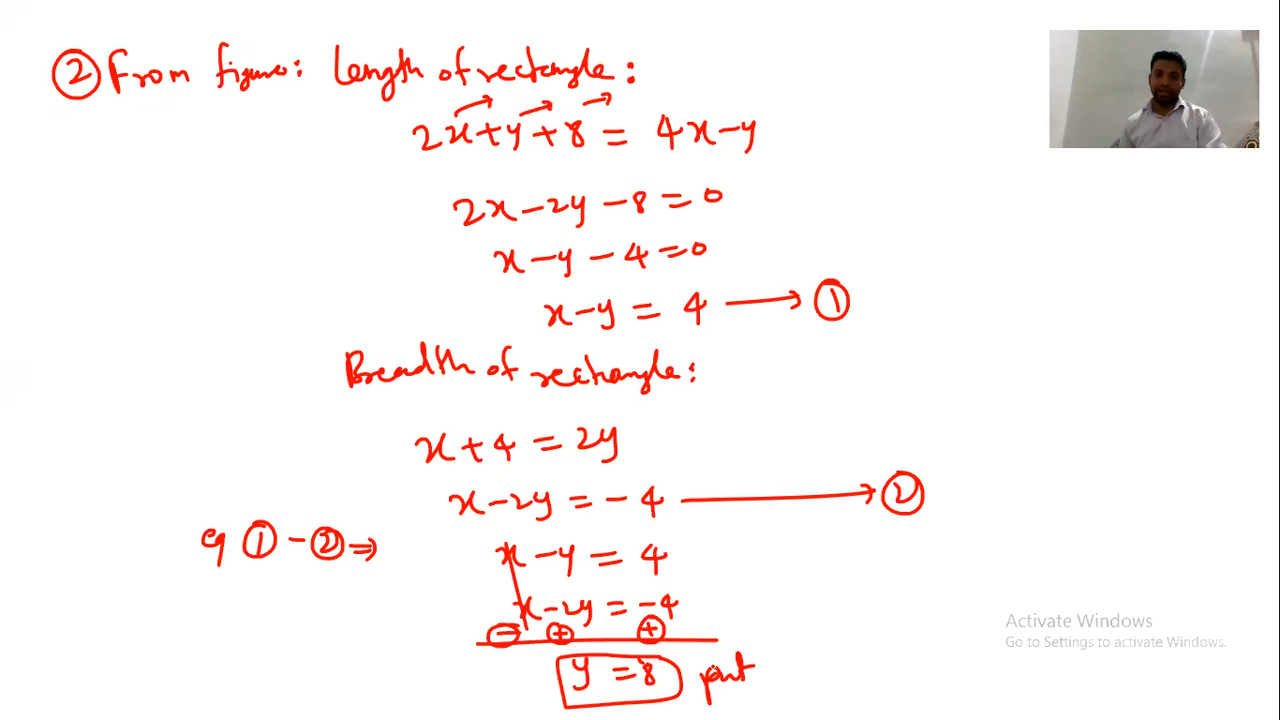 ② From figure: Length of rectangle:
2x+y+8 = 4x-y
2x-2y-8=0
x-y-4=0
x-y = 4 → ①
Breadth of rectangle:
x+4=2y
x-2y=-4 → ②
eq ①-② ⇒
x-y = 4
x-2y = -4
⊖ ⊕ ⊕
y = 8 put
Activate Windows
Go to Settings to activate Windows.